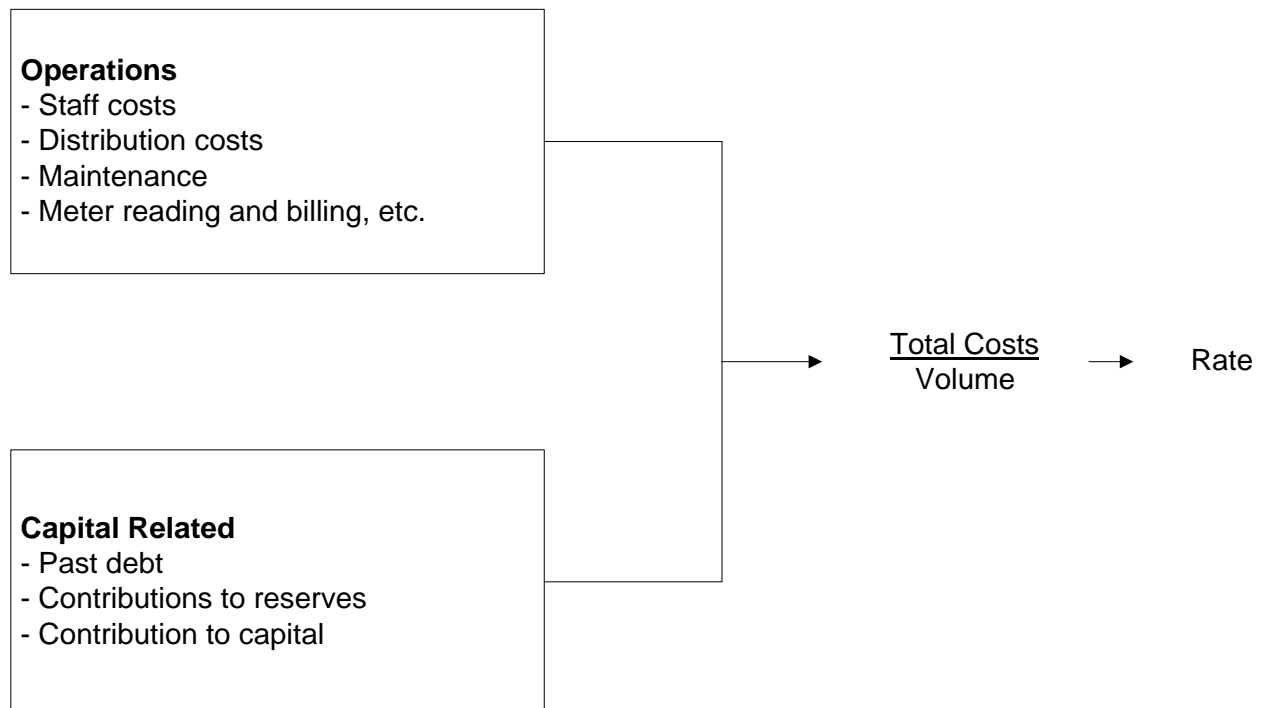 Operations
- Staff costs
- Distribution costs
- Maintenance
- Meter reading and billing, etc.
Total Costs
Volume
Rate
Capital Related
- Past debt
- Contributions to reserves
- Contribution to capital